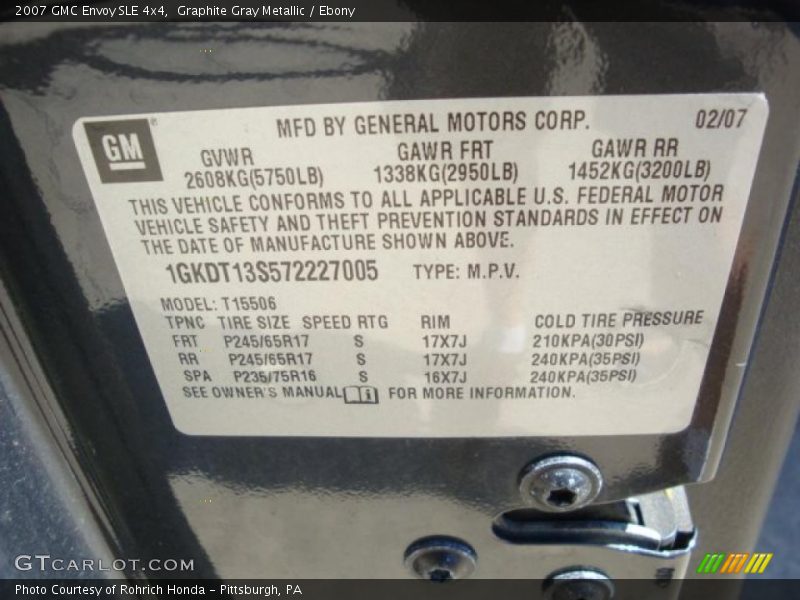 2007 GMC Envoy SLE 4x4,  Graphite Gray Metallic / Ebony
GM
MFD BY GENERAL MOTORS CORP. 02/07
GVWR GAWR FRT GAWR RR
2608KG(5750LB) 1338KG(2950LB) 1452KG(3200LB)
THIS VEHICLE CONFORMS TO ALL APPLICABLE U.S. FEDERAL MOTOR
VEHICLE SAFETY AND THEFT PREVENTION STANDARDS IN EFFECT ON
THE DATE OF MANUFACTURE SHOWN ABOVE.
1GKDT13S572227005 TYPE: M.P.V.
MODEL: T15506
TPNC TIRE SIZE SPEED RTG RIM COLD TIRE PRESSURE
FRT P245/65R17 S 17X7J 210KPA(30PSI)
RR P245/65R17 S 17X7J 240KPA(35PSI)
SPA P235/75R16 S 16X7J 240KPA(35PSI)
SEE OWNER'S MANUAL FOR MORE INFORMATION.
GTCARLOT.COM
Photo Courtesy of Rohrich Honda – Pittsburgh, PA